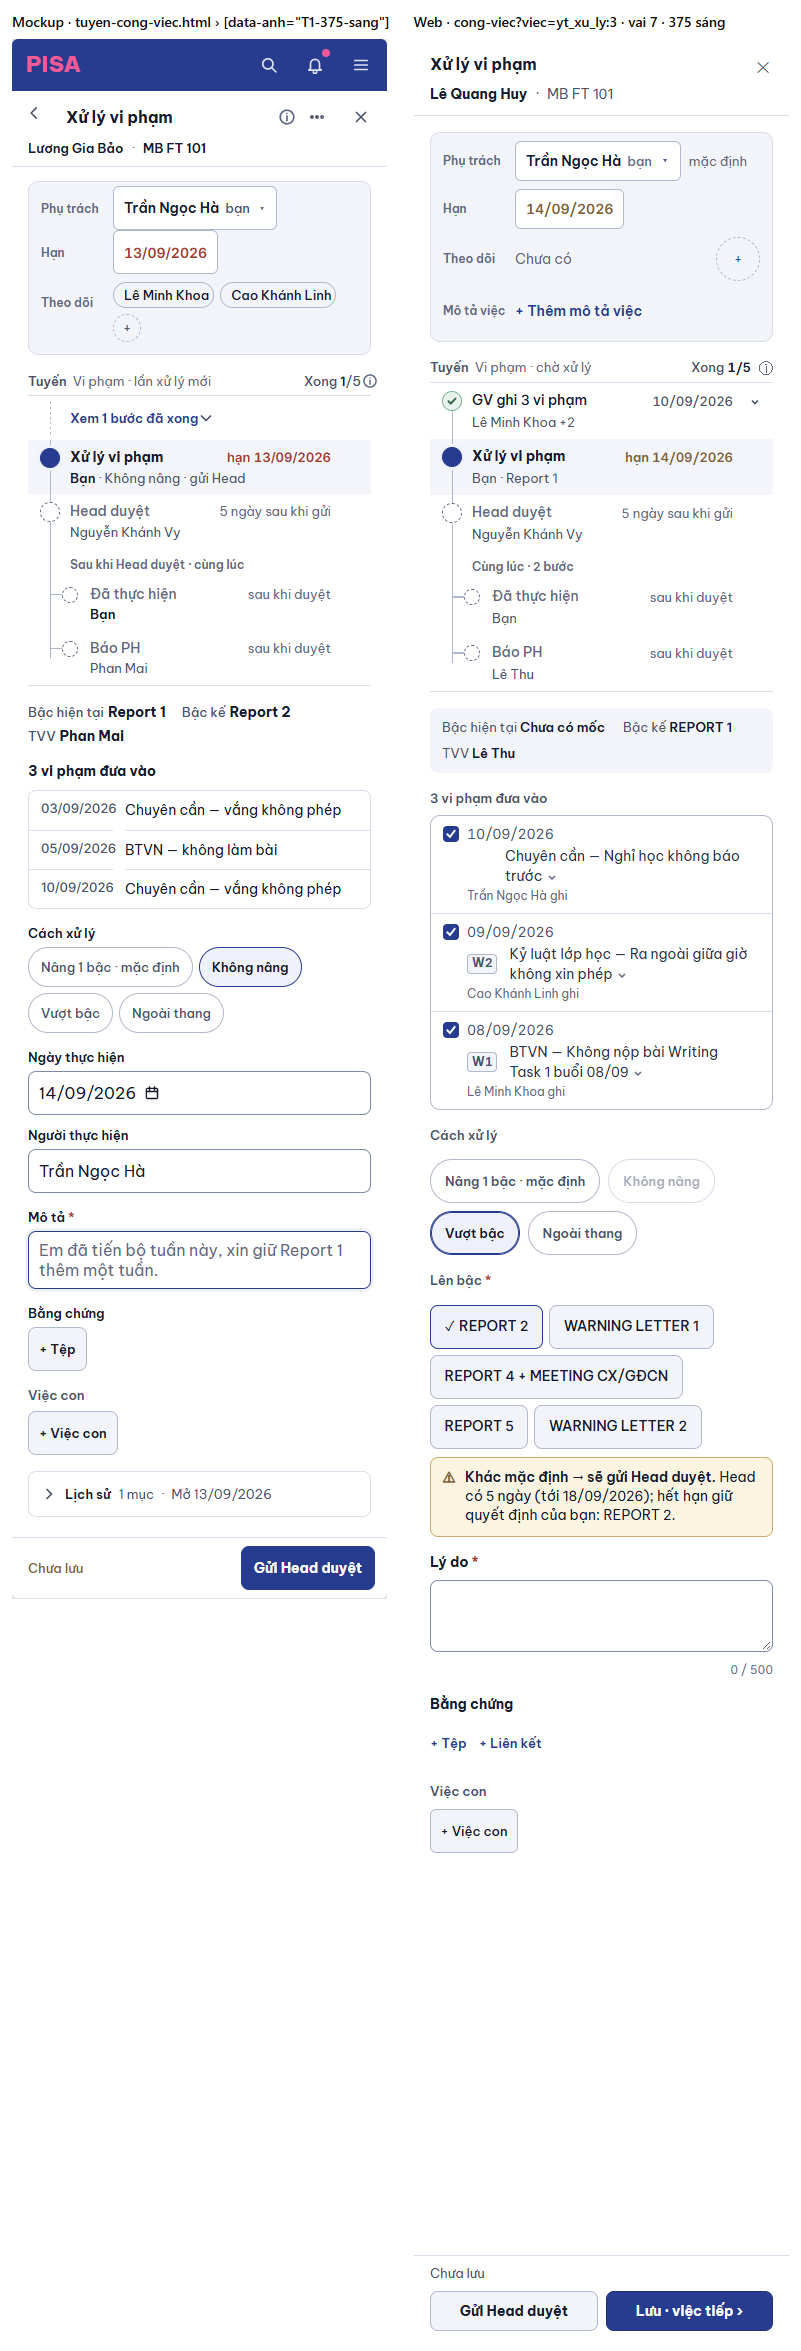 Mockup · tuyen-cong-viec.html › [data-anh="T1-375-sang"]
PISA
Xử lý vi phạm
Lương Gia Bảo · MB FT 101
Phụ trách
Trần Ngọc Hà bạn
Hạn
13/09/2026
Theo dõi
Lê Minh Khoa
Cao Khánh Linh
+
Tuyến Vi phạm · lần xử lý mới
Xong 1/5
Xem 1 bước đã xong
Xử lý vi phạm
hạn 13/09/2026
Bạn · Không nâng · gửi Head
Head duyệt
5 ngày sau khi gửi
Nguyễn Khánh Vy
Sau khi Head duyệt · cùng lúc
Đã thực hiện
sau khi duyệt
Bạn
Báo PH
sau khi duyệt
Phan Mai
Bậc hiện tại Report 1 Bậc kế Report 2
TVV Phan Mai
3 vi phạm đưa vào
03/09/2026 Chuyên cần — vắng không phép
05/09/2026 BTVN — không làm bài
10/09/2026 Chuyên cần — vắng không phép
Cách xử lý
Nâng 1 bậc · mặc định
Không nâng
Vượt bậc
Ngoài thang
Ngày thực hiện
14/09/2026
Người thực hiện
Trần Ngọc Hà
Mô tả *
Em đã tiến bộ tuần này, xin giữ Report 1
thêm một tuần.
Bằng chứng
+ Tệp
Việc con
+ Việc con
Lịch sử 1 mục · Mở 13/09/2026
Chưa lưu
Gửi Head duyệt
Web · cong-viec?viec=yt_xu_ly:3 · vai 7 · 375 sáng
Xử lý vi phạm
Lê Quang Huy · MB FT 101
Phụ trách
Trần Ngọc Hà bạn
mặc định
Hạn
14/09/2026
Theo dõi
Chưa có
+
Mô tả việc
+ Thêm mô tả việc
Tuyến Vi phạm · chờ xử lý
Xong 1/5
GV ghi 3 vi phạm
10/09/2026
Lê Minh Khoa +2
Xử lý vi phạm
hạn 14/09/2026
Bạn · Report 1
Head duyệt
5 ngày sau khi gửi
Nguyễn Khánh Vy
Cùng lúc · 2 bước
Đã thực hiện
sau khi duyệt
Bạn
Báo PH
sau khi duyệt
Lê Thu
Bậc hiện tại Chưa có mốc Bậc kế REPORT 1
TVV Lê Thu
3 vi phạm đưa vào
10/09/2026
Chuyên cần — Nghỉ học không báo
trước
Trần Ngọc Hà ghi
09/09/2026
W2
Kỷ luật lớp học — Ra ngoài giữa giờ
không xin phép
Cao Khánh Linh ghi
08/09/2026
W1
BTVN — Không nộp bài Writing
Task 1 buổi 08/09
Lê Minh Khoa ghi
Cách xử lý
Nâng 1 bậc · mặc định
Không nâng
Vượt bậc
Ngoài thang
Lên bậc *
✓ REPORT 2
WARNING LETTER 1
REPORT 4 + MEETING CX/GĐCN
REPORT 5
WARNING LETTER 2
⚠ Khác mặc định → sẽ gửi Head duyệt. Head
có 5 ngày (tới 18/09/2026); hết hạn giữ
quyết định của bạn: REPORT 2.
Lý do *
0 / 500
Bằng chứng
+ Tệp + Liên kết
Việc con
+ Việc con
Chưa lưu
Gửi Head duyệt
Lưu · việc tiếp ›